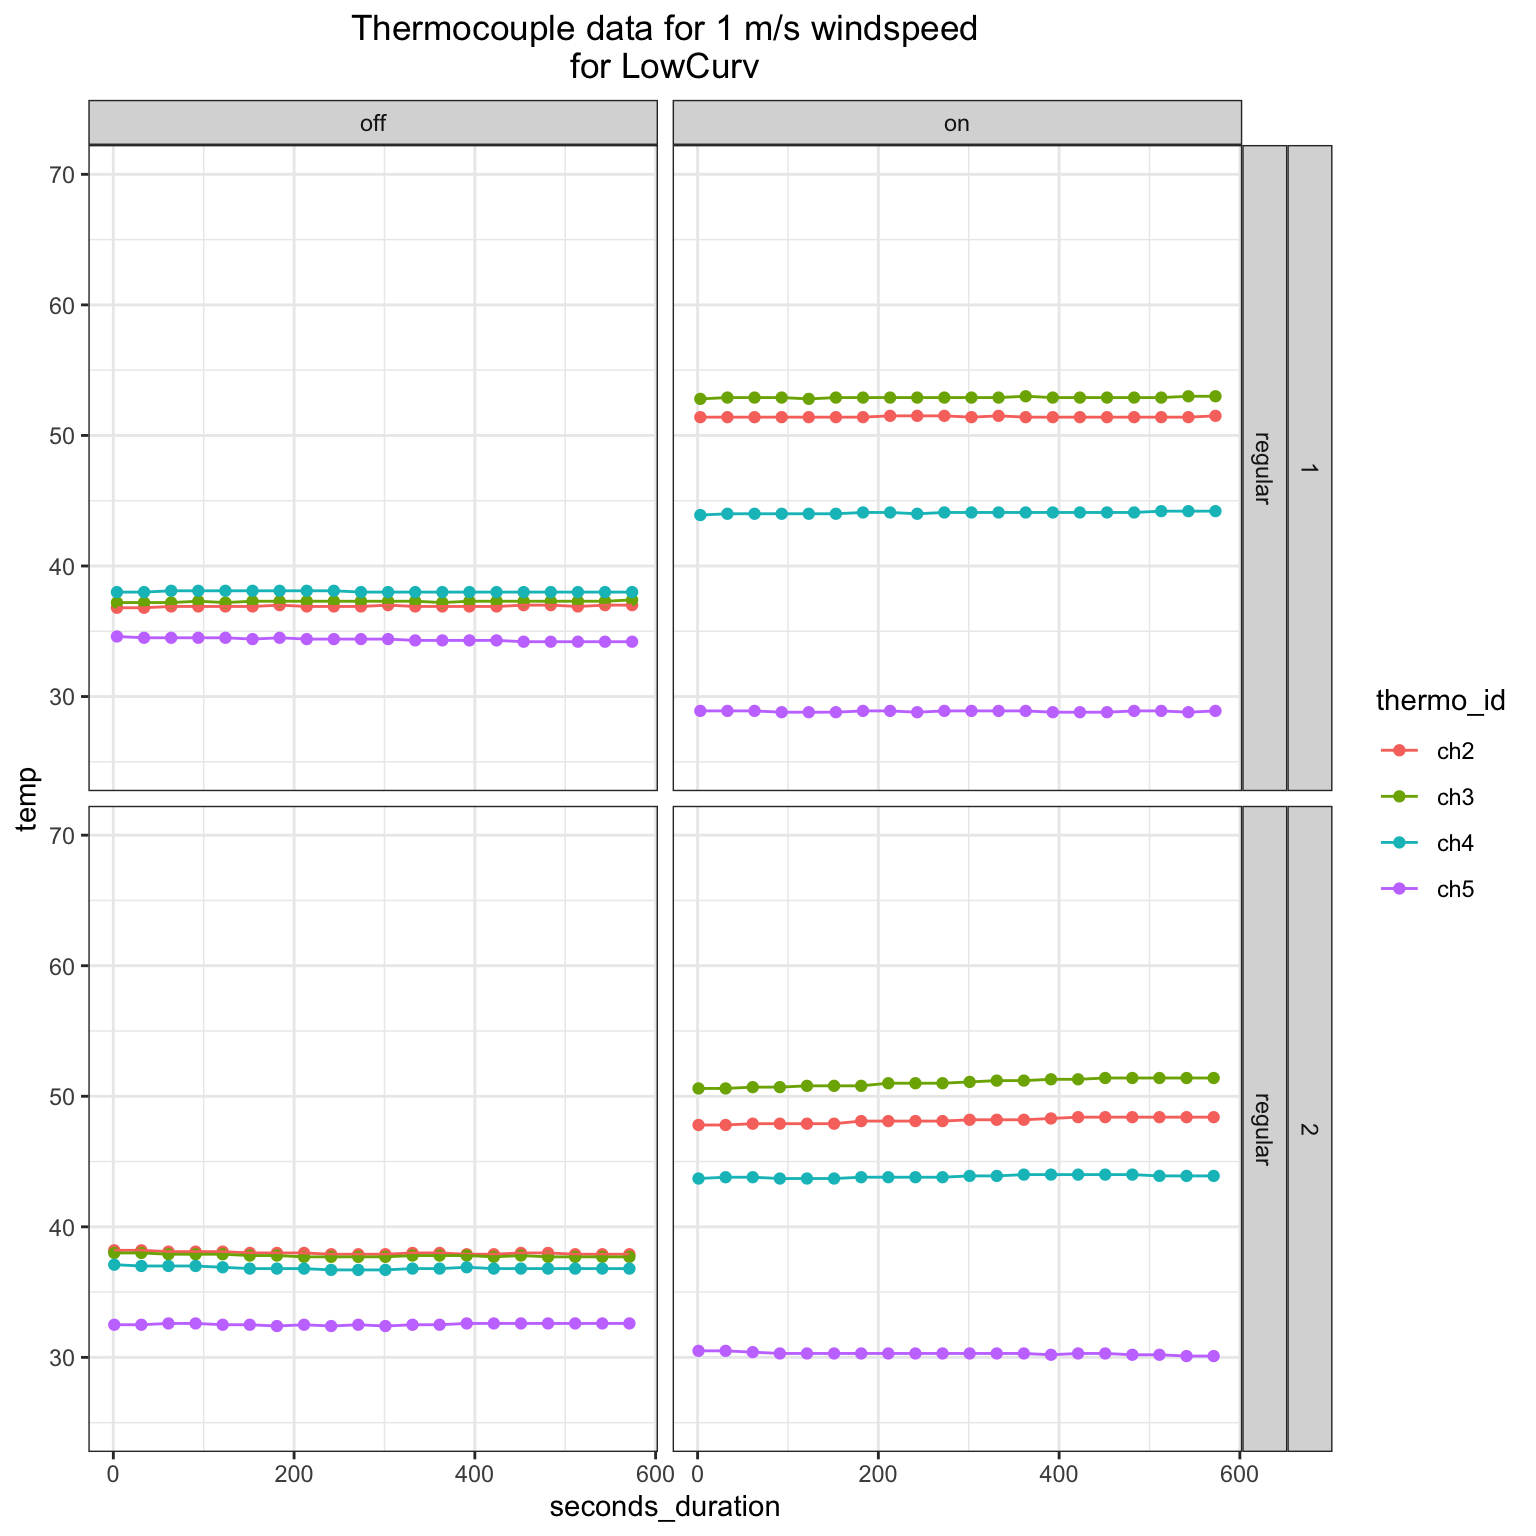 Thermocouple data for 1 m/s windspeed
for LowCurv
off
on
70
60
50
40
30
regular
1
temp
70
60
50
40
30
regular
2
0
200
400
600
0
200
400
600
seconds_duration
thermo_id
ch2
ch3
ch4
ch5